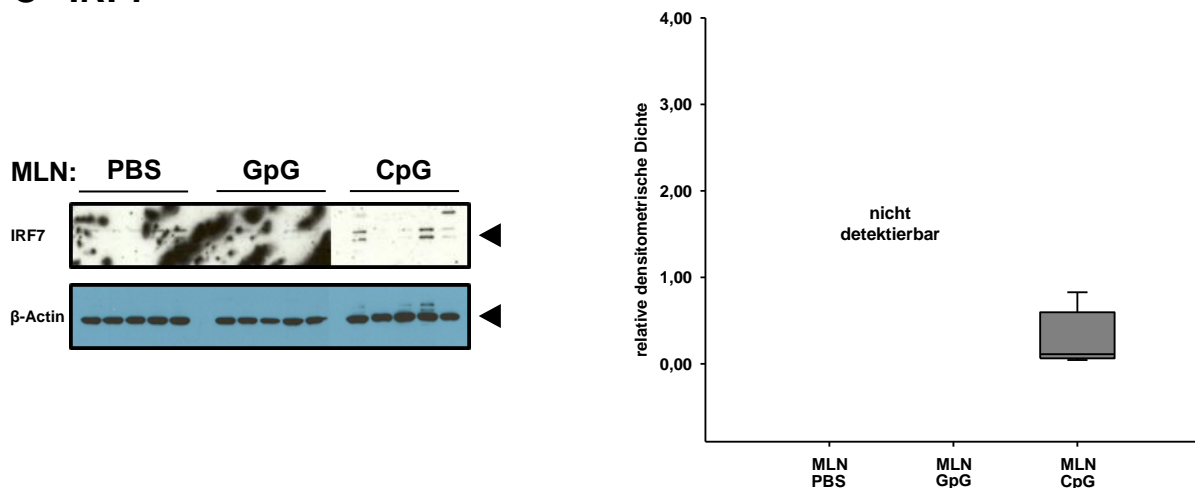 IRF7
MLN: PBS GpG CpG
IRF7
β-Actin
relative densitometrische Dichte
4,00
3,00
2,00
1,00
0,00
nicht
detektierbar
MLN
PBS
MLN
GpG
MLN
CpG